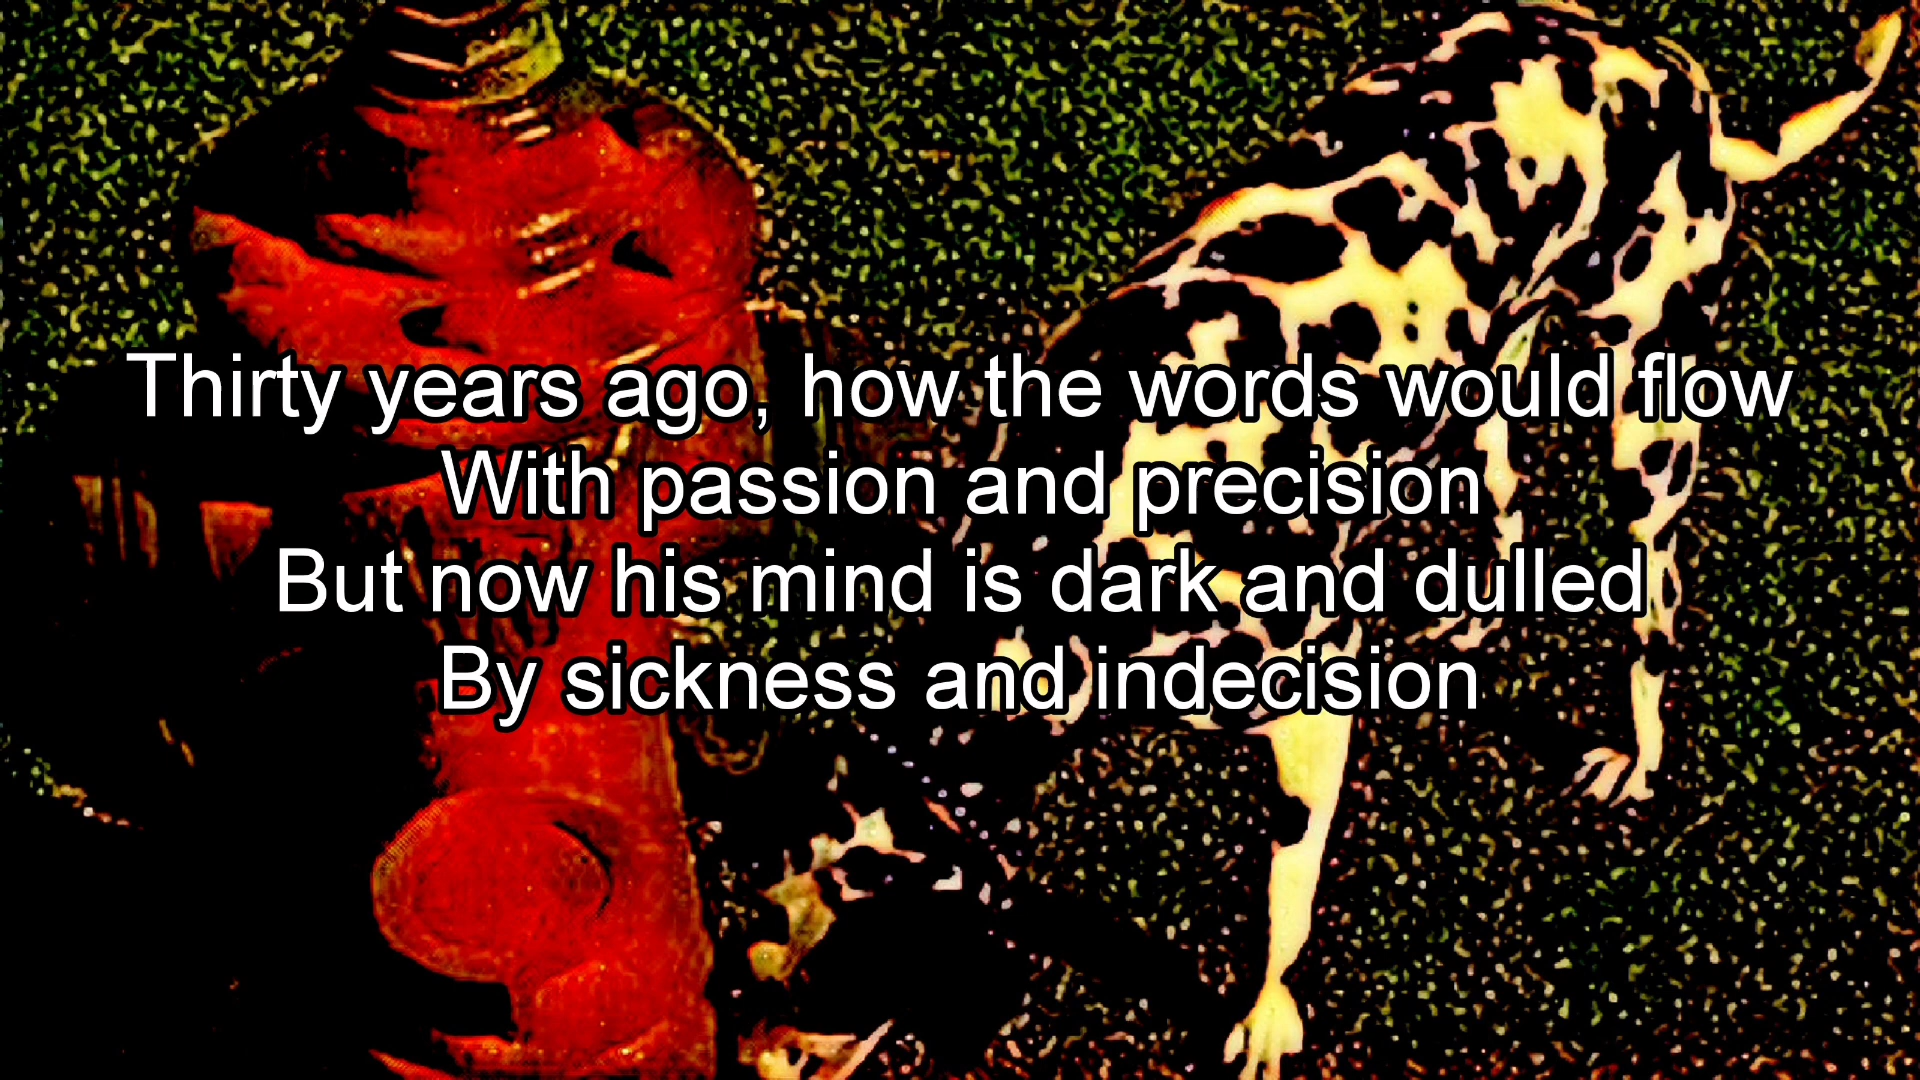 Thirty years ago, how the words would flow
With passion and precision
But now his mind is dark and dulled
By sickness and indecision